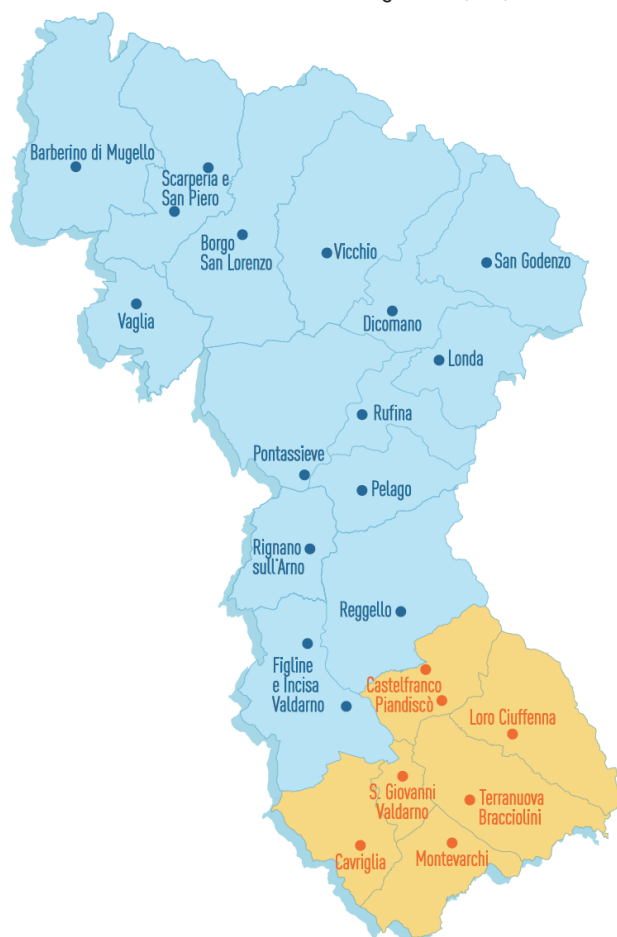 Barberino di Mugello
Scarperia e
San Piero
Borgo
San Lorenzo
Vicchio
San Godenzo
Vaglia
Dicomano
Londa
Rufina
Pontassieve
Pelago
Rignano
sull'Arno
Reggello
Figline
e Incisa
Valdarno
Castelfranco
Piandiscò
Loro Ciuffenna
S. Giovanni
Valdarno
Terranuova
Bracciolini
Cavriglia
Montevarchi